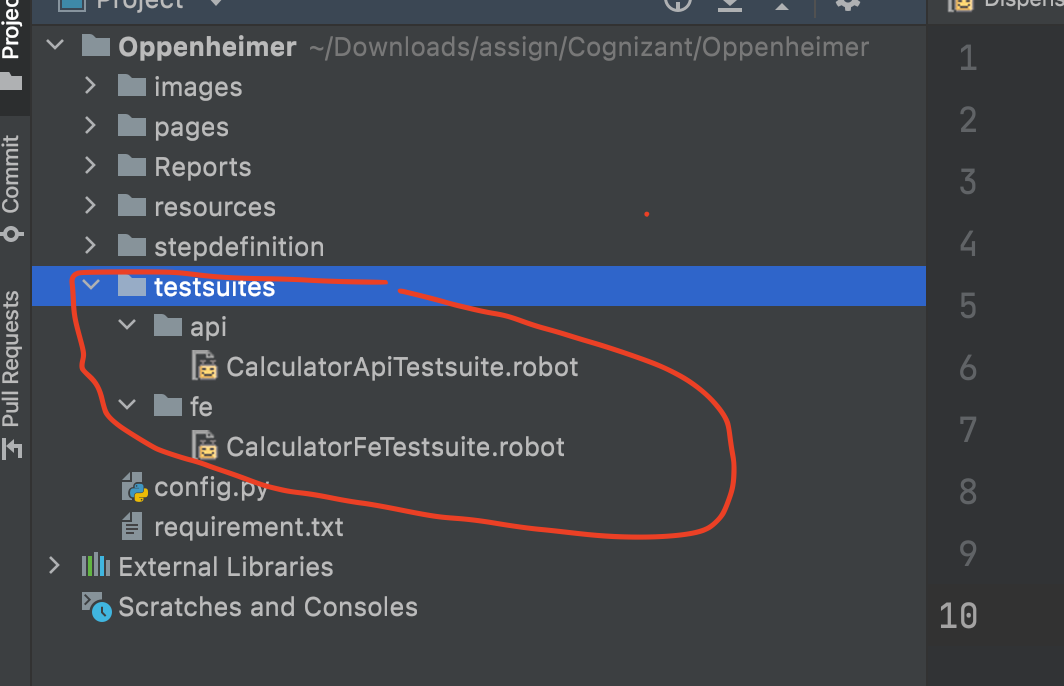 Project
Project
Oppenheimer ~/Downloads/assign/Cognizant/Oppenheimer
images
pages
Reports
resources
stepdefinition
testsuites
api
CalculatorApiTestsuite.robot
fe
CalculatorFeTestsuite.robot
config.py
requirement.txt
External Libraries
Scratches and Consoles
Commit
Pull Requests
Dispens
1
2
3
4
5
6
7
8
9
10